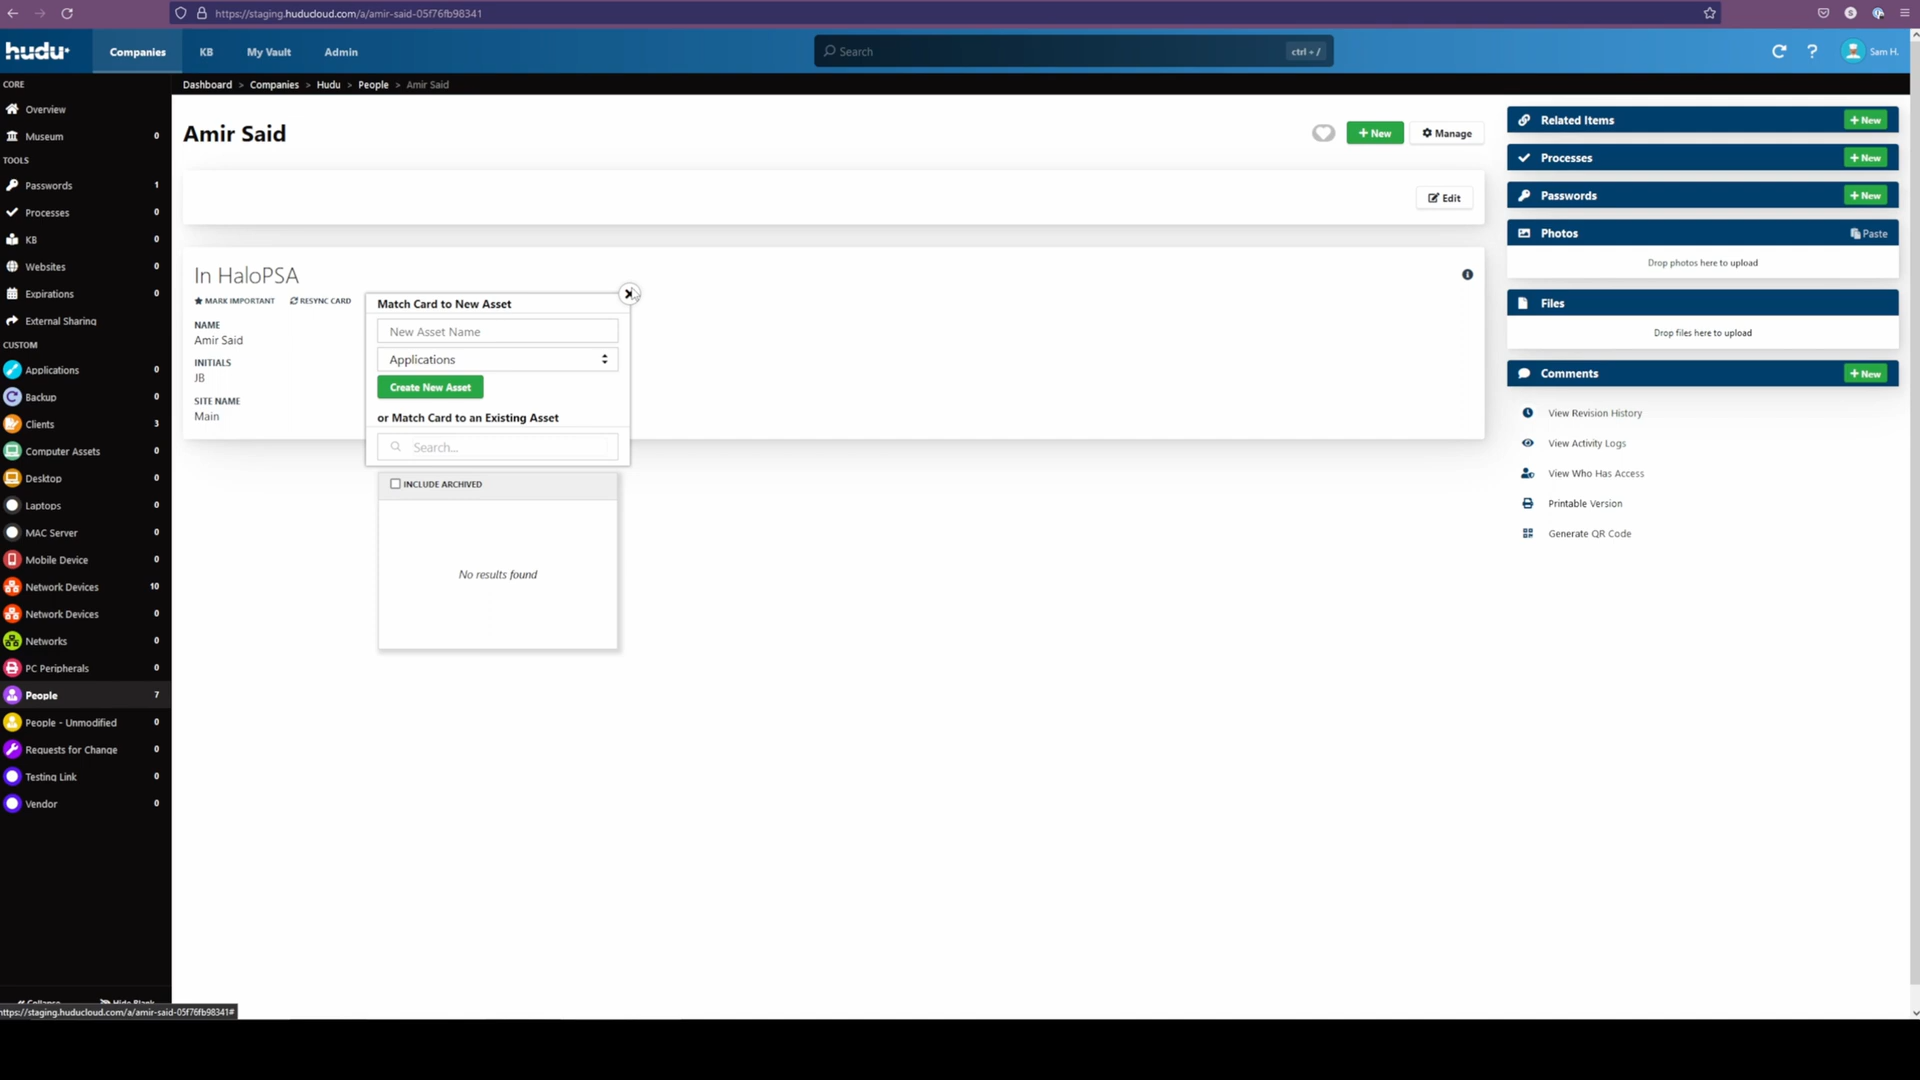 https://staging.huducloud.com/a/amir-said-05f76fb98341
hudu
Companies
KB
My Vault
Admin
Search
ctrl + /
Sam H.
CORE
Overview
Museum 0
TOOLS
Passwords 1
Processes 0
KB 0
Websites 0
Expirations 0
External Sharing
CUSTOM
Applications 0
Backup 0
Clients 3
Computer Assets 0
Desktop 0
Laptops 0
MAC Server 0
Mobile Device 0
Network Devices 10
Network Devices 0
Networks 0
PC Peripherals 0
People 7
People - Unmodified 0
Requests for Change 0
Testing Link 0
Vendor 0
Collapse Hide Blank
https://staging.huducloud.com/a/amir-said-05f76fb98341#
Dashboard > Companies > Hudu > People > Amir Said
Amir Said
+ New
Manage
Edit
In HaloPSA
MARK IMPORTANT
RESYNC CARD
NAME
Amir Said
INITIALS
JB
SITE NAME
Main
Match Card to New Asset
New Asset Name
Applications
Create New Asset
or Match Card to an Existing Asset
Search...
INCLUDE ARCHIVED
No results found
Related Items + New
Processes + New
Passwords + New
Photos Paste
Drop photos here to upload
Files
Drop files here to upload
Comments + New
View Revision History
View Activity Logs
View Who Has Access
Printable Version
Generate QR Code